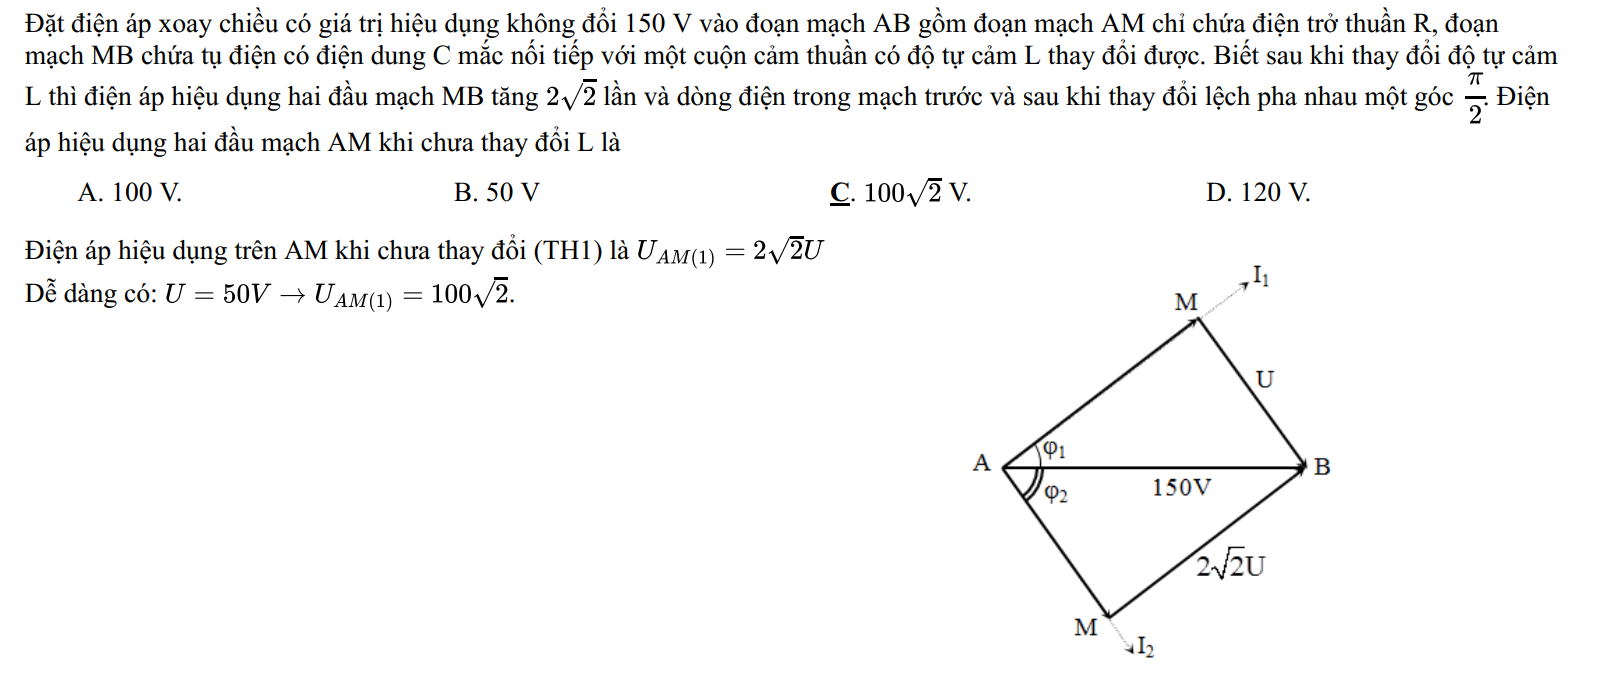 Đặt điện áp xoay chiều có giá trị hiệu dụng không đổi 150 V vào đoạn mạch AB gồm đoạn mạch AM chỉ chứa điện trở thuần R, đoạn
mạch MB chứa tụ điện có điện dung C mắc nối tiếp với một cuộn cảm thuần có độ tự cảm L thay đổi được. Biết sau khi thay đổi độ tự cảm
L thì điện áp hiệu dụng hai đầu mạch MB tăng $2\sqrt{2}$ lần và dòng điện trong mạch trước và sau khi thay đổi lệch pha nhau một góc $\frac{\pi}{2}$. Điện
áp hiệu dụng hai đầu mạch AM khi chưa thay đổi L là
A. 100 V. B. 50 V C. $100\sqrt{2}$ V. D. 120 V.
Điện áp hiệu dụng trên AM khi chưa thay đổi (TH1) là $U_{AM(1)} = 2\sqrt{2}U$
Dễ dàng có: $U = 50V \rightarrow U_{AM(1)} = 100\sqrt{2}$.
I₁
M
U
φ₁
A
B
φ₂
150V
$2\sqrt{2}$U
M
I₂